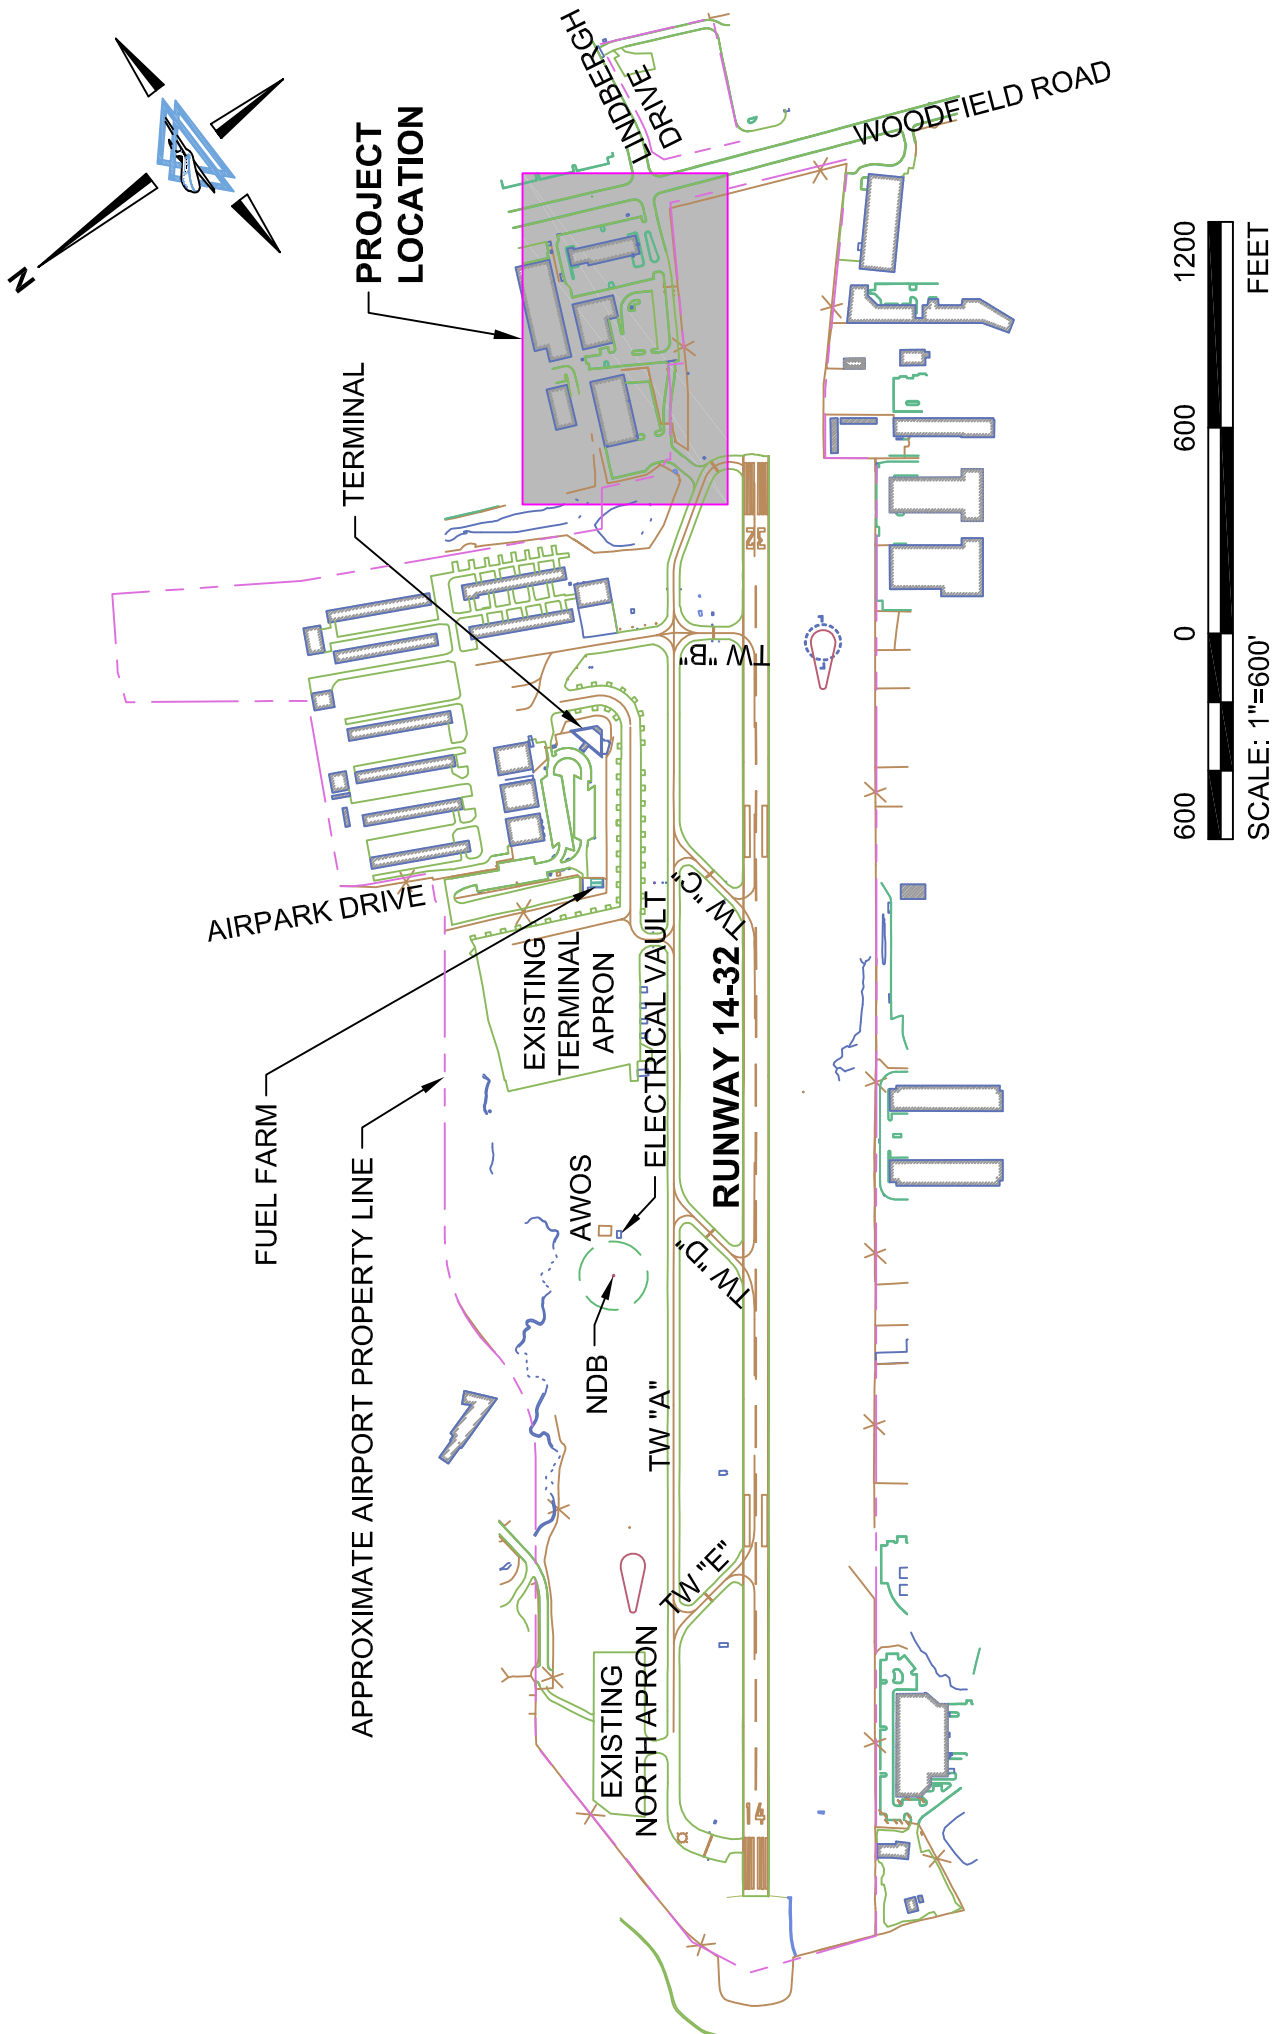 N
LINDBERGH
DRIVE
WOODFIELD ROAD
PROJECT
LOCATION
TERMINAL
AIRPARK DRIVE
FUEL FARM
APPROXIMATE AIRPORT PROPERTY LINE
EXISTING
TERMINAL
APRON
ELECTRICAL VAULT
AWOS
NDB
RUNWAY 14-32
32
TW "B"
TW "C"
TW "D"
TW "A"
TW "E"
EXISTING
NORTH APRON
14
600 0 600 1200
SCALE: 1"=600' FEET